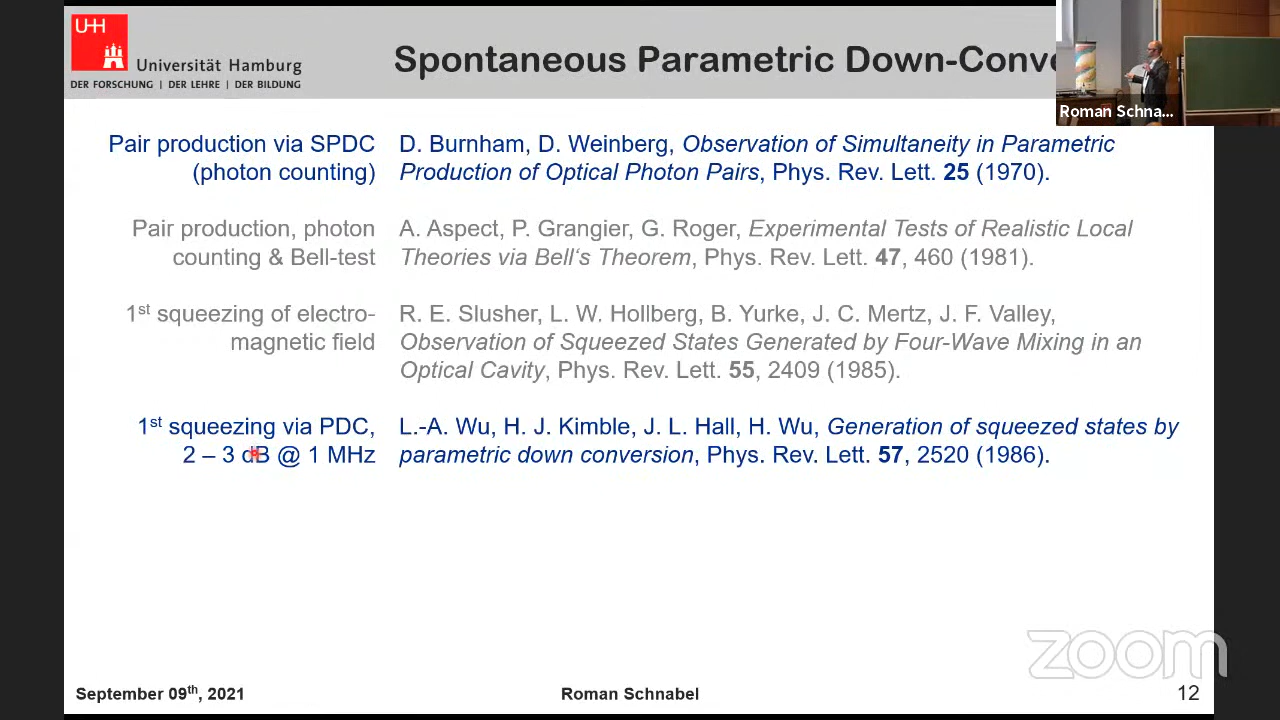 UHH
Universität Hamburg
DER FORSCHUNG | DER LEHRE | DER BILDUNG
Spontaneous Parametric Down-Conve
Roman Schna...
Pair production via SPDC
(photon counting)
D. Burnham, D. Weinberg, Observation of Simultaneity in Parametric
Production of Optical Photon Pairs, Phys. Rev. Lett. 25 (1970).
Pair production, photon
counting & Bell-test
A. Aspect, P. Grangier, G. Roger, Experimental Tests of Realistic Local
Theories via Bell‘s Theorem, Phys. Rev. Lett. 47, 460 (1981).
1st squeezing of electro-
magnetic field
R. E. Slusher, L. W. Hollberg, B. Yurke, J. C. Mertz, J. F. Valley,
Observation of Squeezed States Generated by Four-Wave Mixing in an
Optical Cavity, Phys. Rev. Lett. 55, 2409 (1985).
1st squeezing via PDC,
2 – 3 dB @ 1 MHz
L.-A. Wu, H. J. Kimble, J. L. Hall, H. Wu, Generation of squeezed states by
parametric down conversion, Phys. Rev. Lett. 57, 2520 (1986).
zoom
September 09th, 2021
Roman Schnabel
12